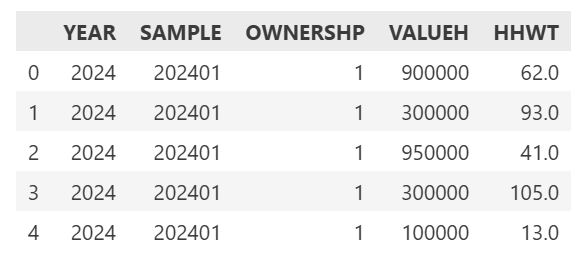 YEAR SAMPLE OWNERSHP VALUEH HHWT
0 2024 202401 1 900000 62.0
1 2024 202401 1 300000 93.0
2 2024 202401 1 950000 41.0
3 2024 202401 1 300000 105.0
4 2024 202401 1 100000 13.0